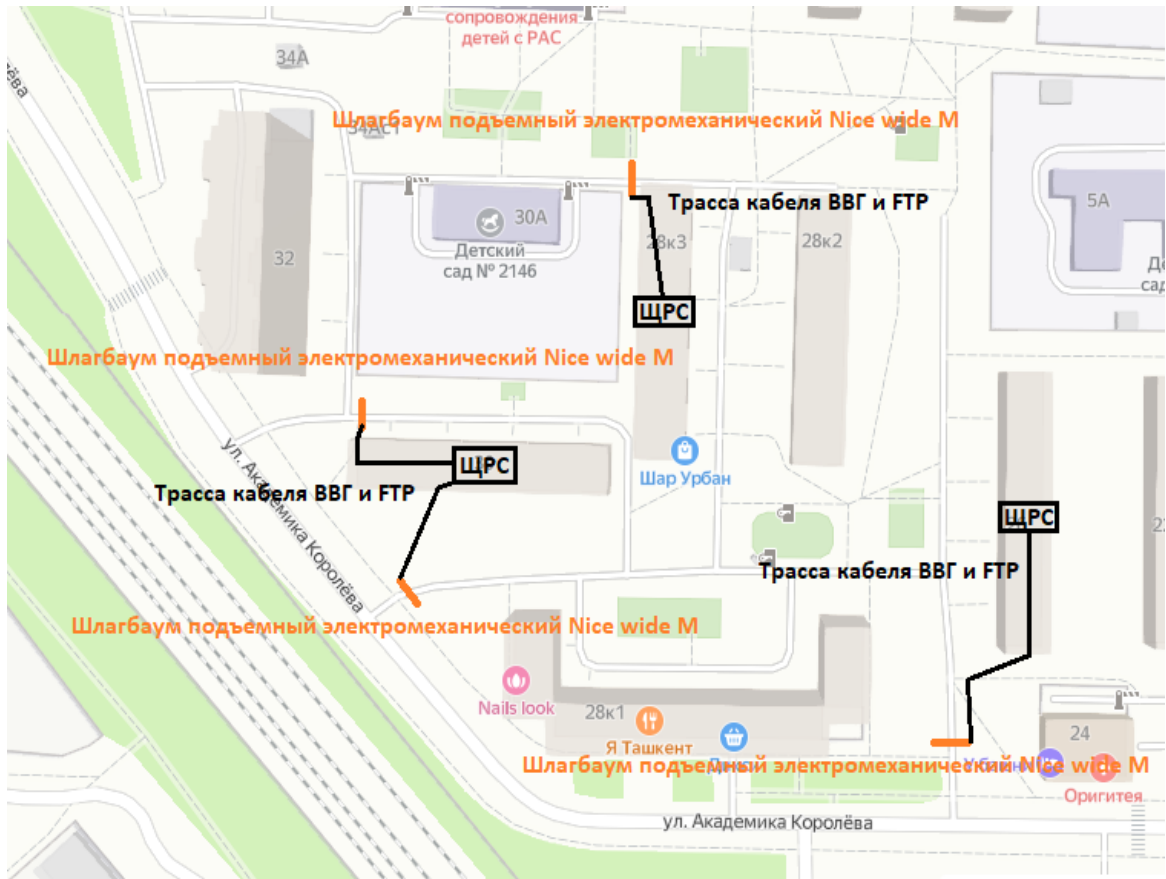 сопровождения
детей с РАС
34А
Шлагбаум подъемный электромеханический Nice wide M
34АС1
Трасса кабеля ВВГ и FTP
5А
30А
Детский
сад № 2146
28к3
28к2
32
ЩРС
Шлагбаум подъемный электромеханический Nice wide M
ЩРС
Шар Урбан
Трасса кабеля ВВГ и FTP
ул. Академика Королёва
ЩРС
Трасса кабеля ВВГ и FTP
Шлагбаум подъемный электромеханический Nice wide M
Nails look
28к1
Я Ташкент
24
Шлагбаум подъемный электромеханический Nice wide M
Оригитея
ул. Академика Королёва